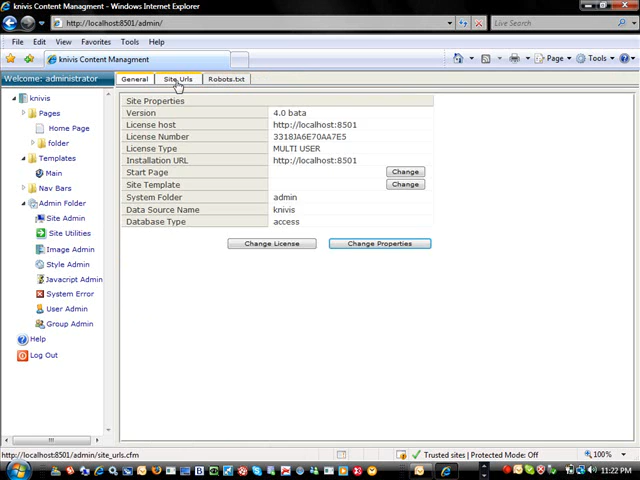 knivis Content Managment - Windows Internet Explorer
http://localhost:8501/admin/
Live Search
File Edit View Favorites Tools Help
knivis Content Managment
Page Tools
Welcome: administrator
General Site Urls Robots.txt
knivis
Pages
Home Page
folder
Templates
Main
Nav Bars
Admin Folder
Site Admin
Site Utilities
Image Admin
Style Admin
Javacript Admin
System Error
User Admin
Group Admin
Help
Log Out
Site Properties
Version 4.0 bata
License host http://localhost:8501
License Number 3318JA6E70AA7E5
License Type MULTI USER
Installation URL http://localhost:8501
Start Page Change
Site Template Change
System Folder admin
Data Source Name knivis
Database Type access
Change License Change Properties
http://localhost:8501/admin/site_urls.cfm
Trusted sites | Protected Mode: Off
100%
11:22 PM